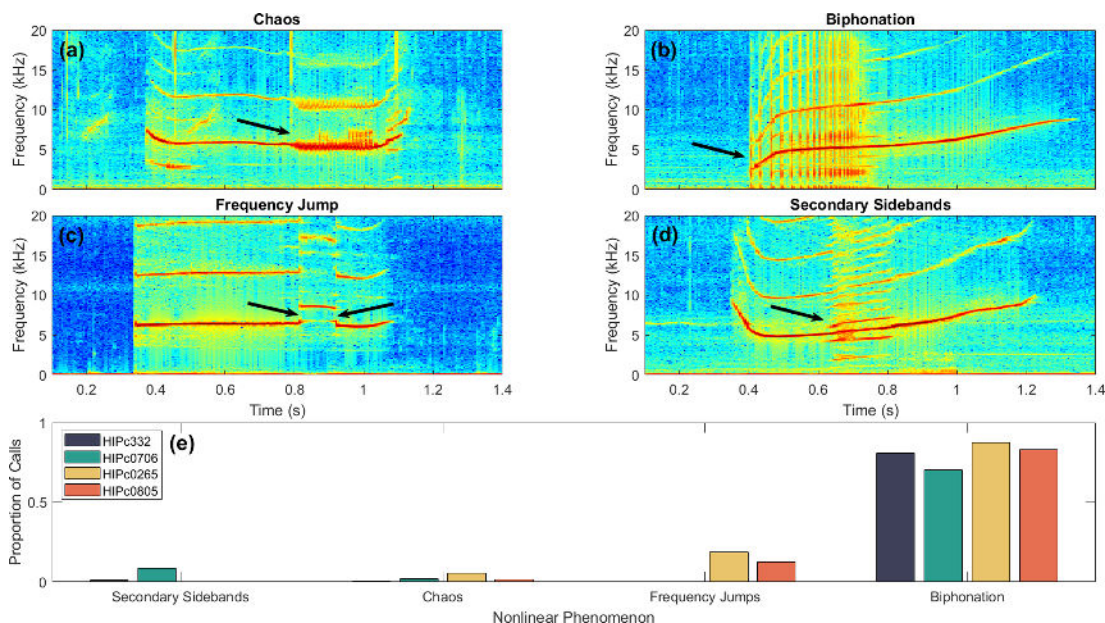 Chaos
(a)
20
15
10
5
0
Frequency (kHz)
Biphonation
(b)
20
15
10
5
0
Frequency (kHz)
Frequency Jump
(c)
20
15
10
5
0
Frequency (kHz)
0.2 0.4 0.6 0.8 1 1.2 1.4
Time (s)
Secondary Sidebands
(d)
20
15
10
5
0
Frequency (kHz)
0.2 0.4 0.6 0.8 1 1.2 1.4
Time (s)
(e)
1
0.5
0
Proportion of Calls
HIPc332
HIPc0706
HIPc0265
HIPc0805
Secondary Sidebands Chaos Frequency Jumps Biphonation
Nonlinear Phenomenon